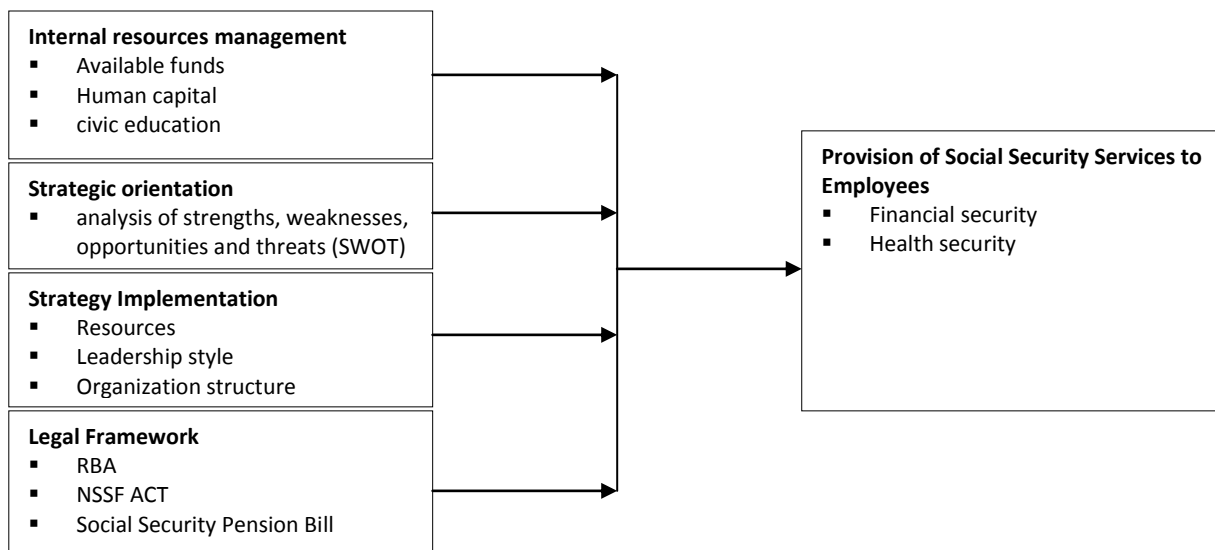 Internal resources management
▪ Available funds
▪ Human capital
▪ civic education
Strategic orientation
▪ analysis of strengths, weaknesses,
opportunities and threats (SWOT)
Strategy Implementation
▪ Resources
▪ Leadership style
▪ Organization structure
Legal Framework
▪ RBA
▪ NSSF ACT
▪ Social Security Pension Bill
Provision of Social Security Services to
Employees
▪ Financial security
▪ Health security